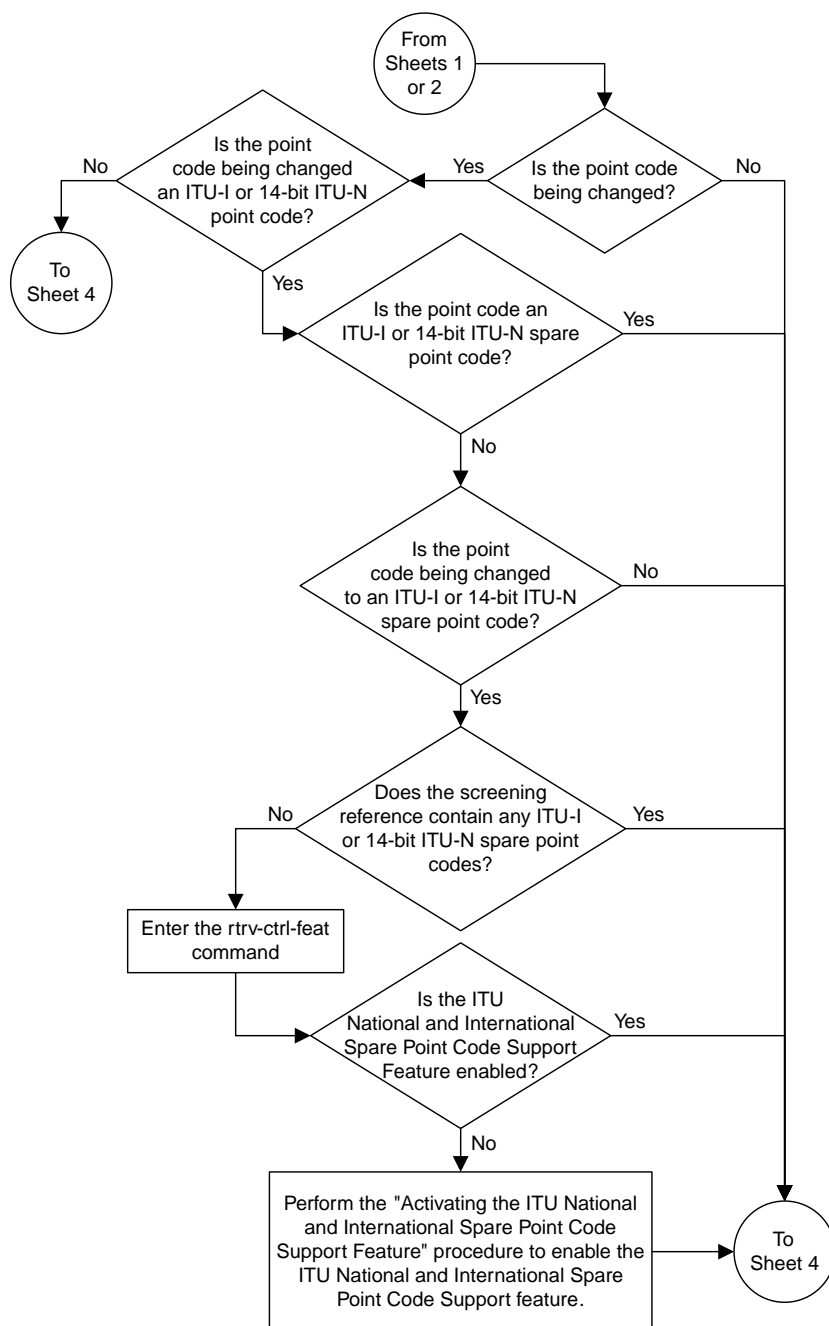 From
Sheets 1
or 2
Is the point code
being changed?
Yes
No
Is the point
code being changed
an ITU-I or 14-bit ITU-N
point code?
No
Yes
To
Sheet 4
Is the point code an
ITU-I or 14-bit ITU-N spare
point code?
Yes
No
Is the point
code being changed
to an ITU-I or 14-bit ITU-N
spare point code?
No
Yes
Does the screening
reference contain any ITU-I
or 14-bit ITU-N spare point
codes?
No
Yes
Enter the rtrv-ctrl-feat
command
Is the ITU
National and International
Spare Point Code Support
Feature enabled?
Yes
No
Perform the "Activating the ITU National
and International Spare Point Code
Support Feature" procedure to enable the
ITU National and International Spare
Point Code Support feature.
To
Sheet 4